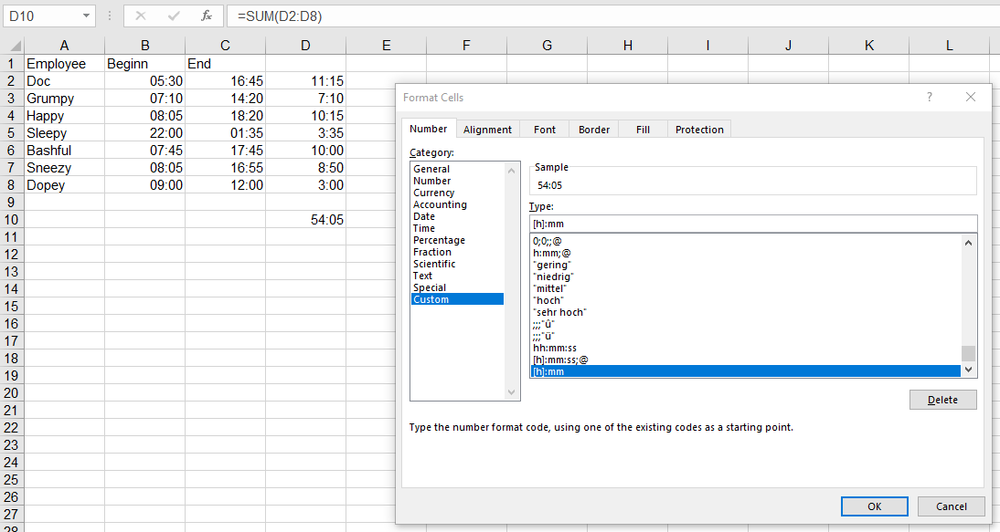 D10 fx =SUM(D2:D8)
A B C D E F G H I J K L
1 Employee Beginn End
2 Doc 05:30 16:45 11:15
3 Grumpy 07:10 14:20 7:10
4 Happy 08:05 18:20 10:15
5 Sleepy 22:00 01:35 3:35
6 Bashful 07:45 17:45 10:00
7 Sneezy 08:05 16:55 8:50
8 Dopey 09:00 12:00 3:00
9
10 54:05
11
12
13
14
15
16
17
18
19
20
21
22
23
24
25
26
27
28
Format Cells ?
Number Alignment Font Border Fill Protection
Category:
General
Number
Currency
Accounting
Date
Time
Percentage
Fraction
Scientific
Text
Special
Custom
Sample
54:05
Type:
[h]:mm
0;0;;@
h:mm;@
"gering"
"niedrig"
"mittel"
"hoch"
"sehr hoch"
;;;"û"
;;;"ü"
hh:mm:ss
[h]:mm:ss;@
[h]:mm
Delete
Type the number format code, using one of the existing codes as a starting point.
OK Cancel